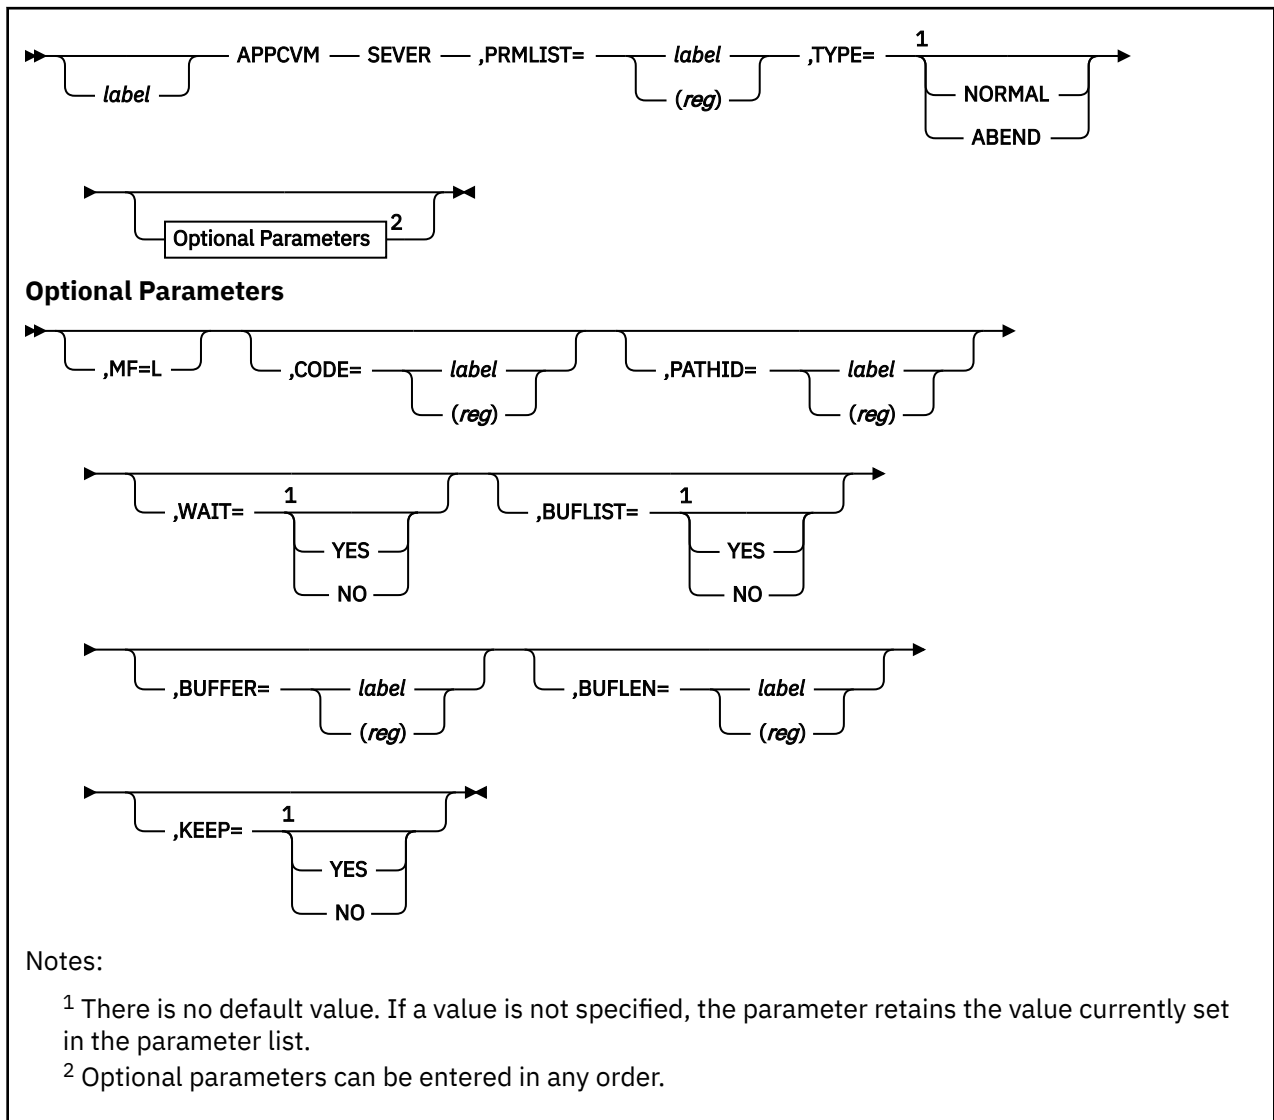 1
APPCVM SEVER ,PRMLIST= label ,TYPE=
label (reg) NORMAL
ABEND
Optional Parameters 2
Optional Parameters
,MF=L ,CODE= label ,PATHID= label
(reg) (reg)
1 1
,WAIT= ,BUFLIST=
YES YES
NO NO
,BUFFER= label ,BUFLEN= label
(reg) (reg)
1
,KEEP=
YES
NO
Notes:
1 There is no default value. If a value is not specified, the parameter retains the value currently set
in the parameter list.
2 Optional parameters can be entered in any order.